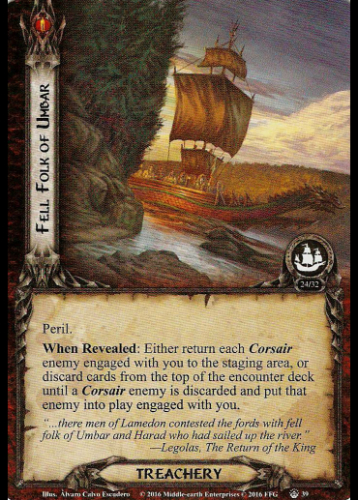 FELL FOLK OF UMBAR
24/32
Peril.
When Revealed: Either return each Corsair
enemy engaged with you to the staging area, or
discard cards from the top of the encounter deck
until a Corsair enemy is discarded and put that
enemy into play engaged with you.
"...there men of Lamedon contested the fords with fell
folk of Umbar and Harad who had sailed up the river."
—Legolas, The Return of the King
TREACHERY
Illus. Álvaro Calvo Escudero © 2016 Middle-earth Enterprises © 2016 FFG 39